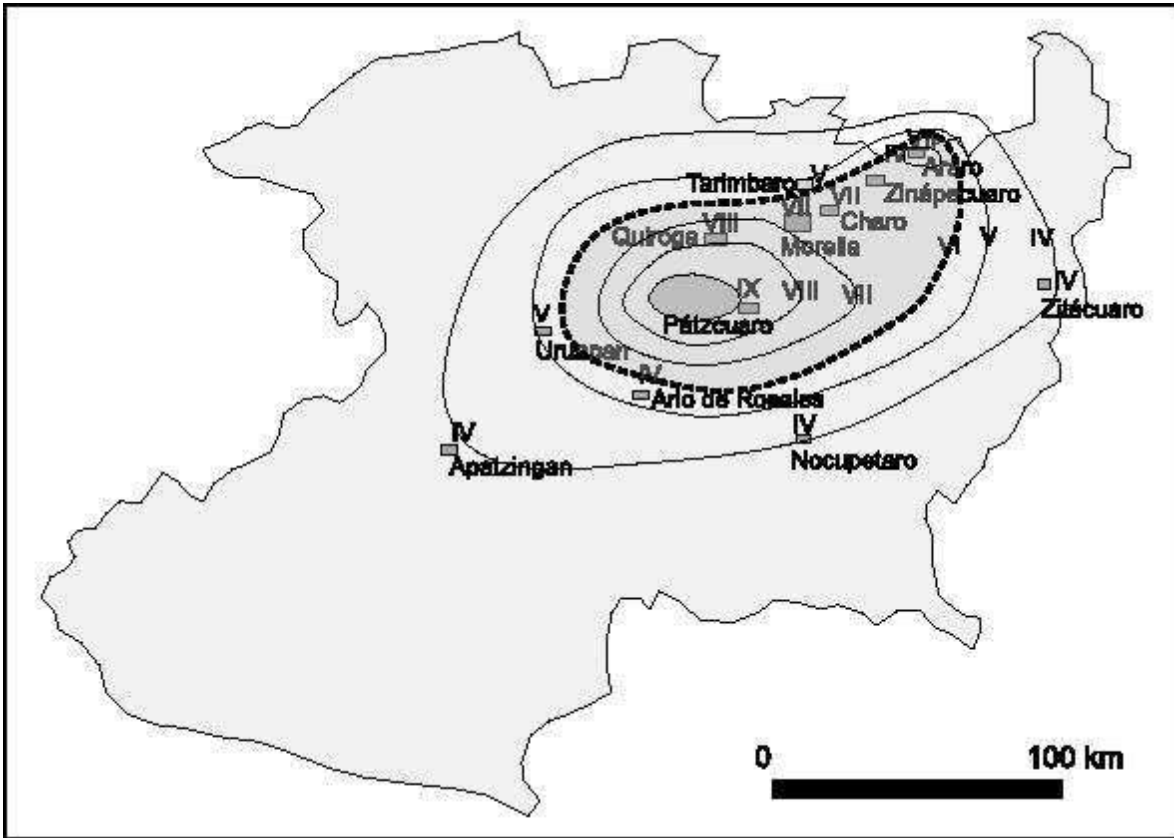 Araro
Tarimbaro
V
Zinápecuaro
VIII
VII
VII
Charo
Quiroga
Morelia
VI
V
IV
IX
VIII
VII
IV
Pátzcuaro
Zitácuaro
V
Uruapan
IV
Ario de Rosales
IV
IV
Apatzingan
Nocupetaro
0
100 km